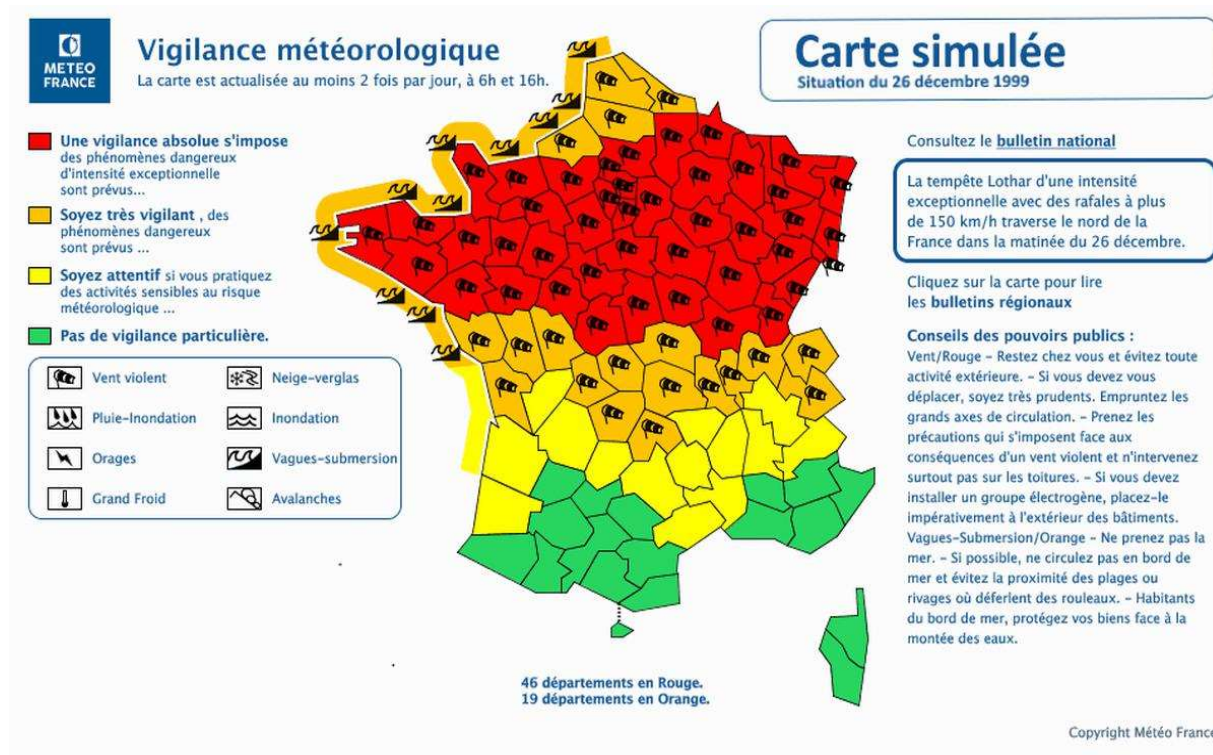 METEO
FRANCE
Vigilance météorologique
La carte est actualisée au moins 2 fois par jour, à 6h et 16h.
Carte simulée
Situation du 26 décembre 1999
Une vigilance absolue s'impose
des phénomènes dangereux
d'intensité exceptionnelle
sont prévus...
Soyez très vigilant , des
phénomènes dangereux
sont prévus ...
Soyez attentif si vous pratiquez
des activités sensibles au risque
météorologique ...
Pas de vigilance particulière.
Vent violent
Neige-verglas
Pluie-Inondation
Inondation
Orages
Vagues-submersion
Grand Froid
Avalanches
Consultez le bulletin national
La tempête Lothar d'une intensité
exceptionnelle avec des rafales à plus
de 150 km/h traverse le nord de la
France dans la matinée du 26 décembre.
Cliquez sur la carte pour lire
les bulletins régionaux
Conseils des pouvoirs publics :
Vent/Rouge – Restez chez vous et évitez toute
activité extérieure. – Si vous devez vous
déplacer, soyez très prudents. Empruntez les
grands axes de circulation. – Prenez les
précautions qui s'imposent face aux
conséquences d'un vent violent et n'intervenez
surtout pas sur les toitures. – Si vous devez
installer un groupe électrogène, placez-le
impérativement à l'extérieur des bâtiments.
Vagues-Submersion/Orange – Ne prenez pas la
mer. – Si possible, ne circulez pas en bord de
mer et évitez la proximité des plages ou
rivages où déferlent des rouleaux. – Habitants
du bord de mer, protégez vos biens face à la
montée des eaux.
46 départements en Rouge.
19 départements en Orange.
Copyright Météo France